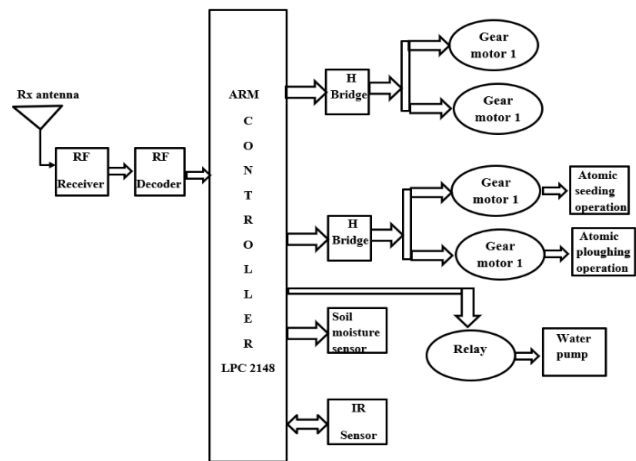 Rx antenna
RF
Receiver
RF
Decoder
ARM
C
O
N
T
R
O
L
L
E
R
LPC 2148
H
Bridge
Gear
motor 1
Gear
motor 1
H
Bridge
Gear
motor 1
Atomic
seeding
operation
Gear
motor 1
Atomic
ploughing
operation
Soil
moisture
sensor
Relay
Water
pump
IR
Sensor